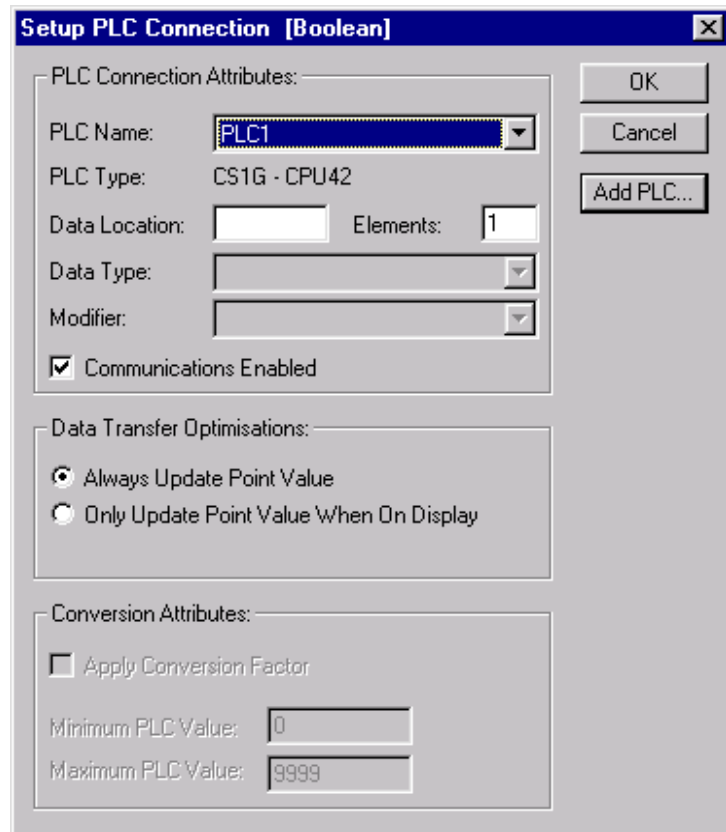 Setup PLC Connection [Boolean]
PLC Connection Attributes:
OK
PLC Name: PLC1
Cancel
PLC Type: CS1G - CPU42
Add PLC...
Data Location: Elements: 1
Data Type:
Modifier:
Communications Enabled
Data Transfer Optimisations:
Always Update Point Value
Only Update Point Value When On Display
Conversion Attributes:
Apply Conversion Factor
Minimum PLC Value: 0
Maximum PLC Value: 9999